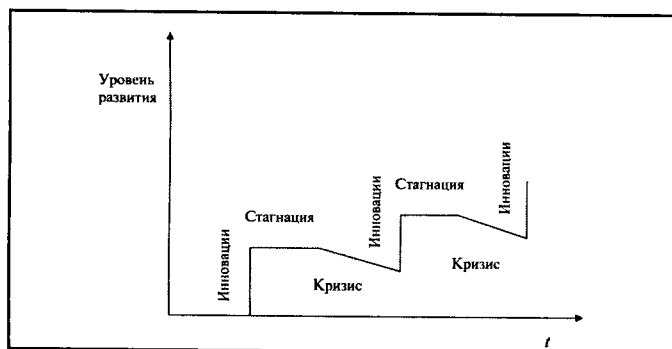 Уровень
развития
Инновации
Стагнация
Кризис
Инновации
Стагнация
Кризис
Инновации
t